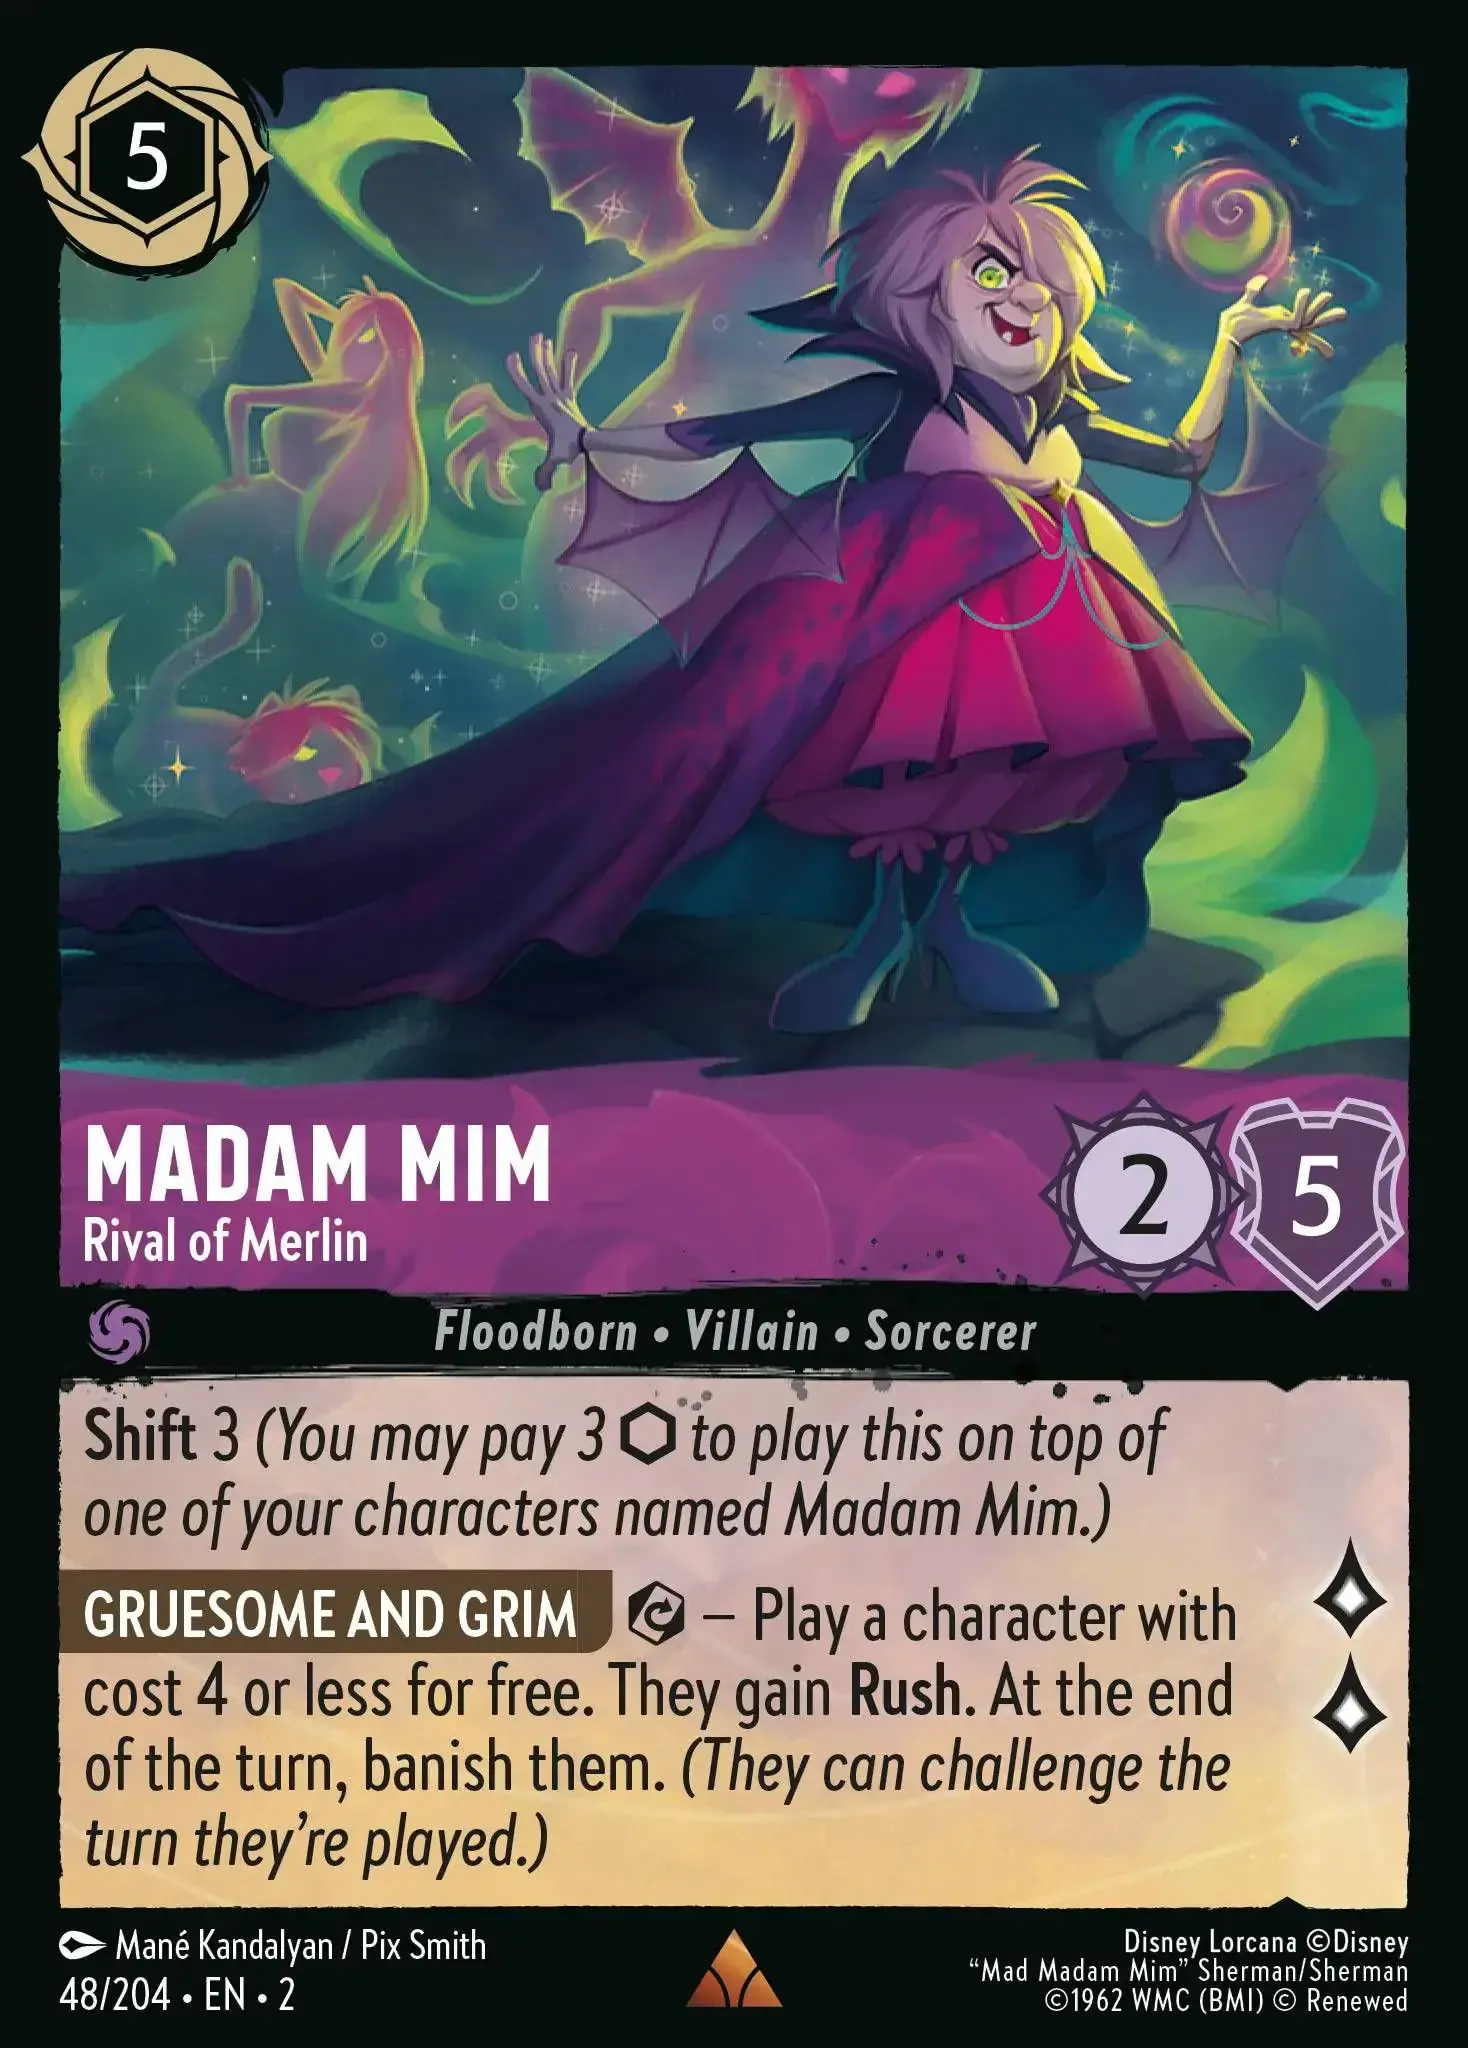 5
MADAM MIM
Rival of Merlin
2
5
Floodborn • Villain • Sorcerer
Shift 3 (You may pay 3 ⬡ to play this on top of
one of your characters named Madam Mim.)
GRUESOME AND GRIM – Play a character with
cost 4 or less for free. They gain Rush. At the end
of the turn, banish them. (They can challenge the
turn they're played.)
Mané Kandalyan / Pix Smith
48/204 • EN • 2
Disney Lorcana ©Disney
“Mad Madam Mim” Sherman/Sherman
©1962 WMC (BMI) © Renewed